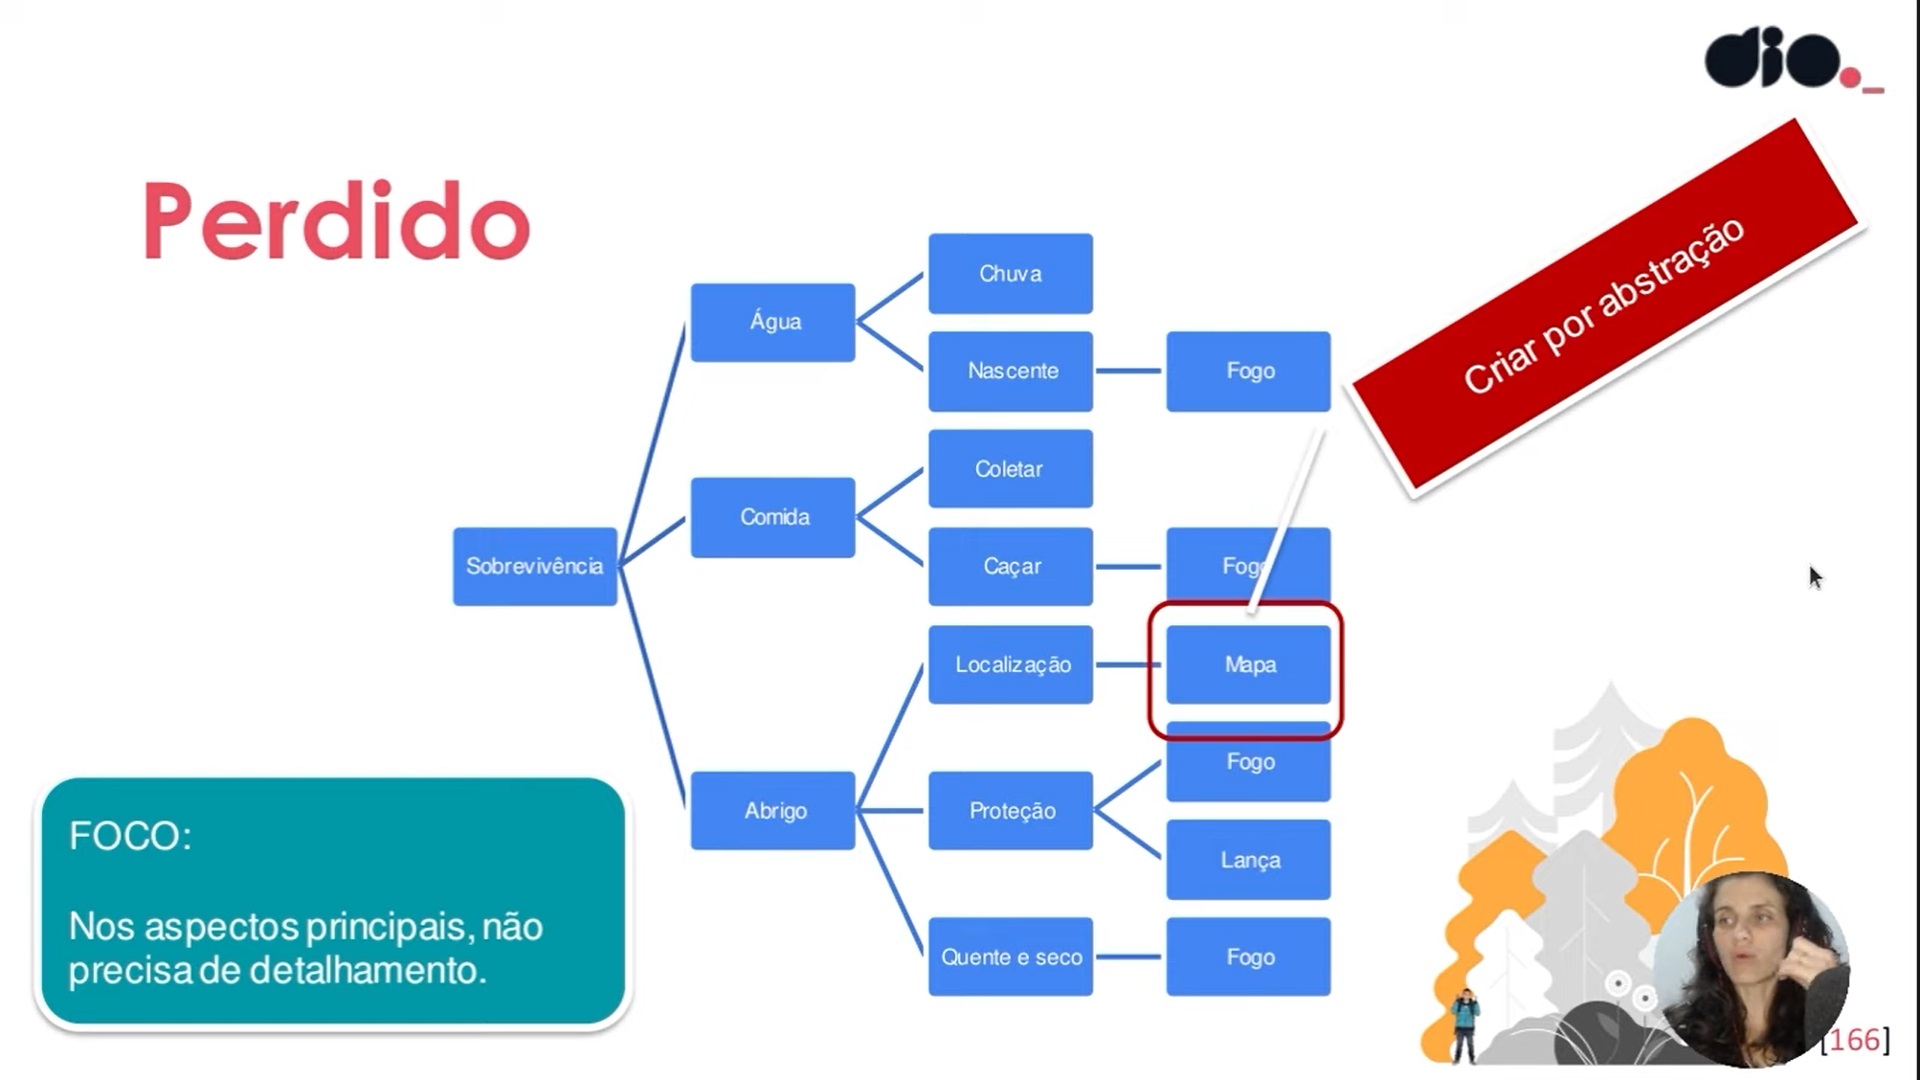 dio._
Perdido
Criar por abstração
Chuva
Água
Nascente
Fogo
Coletar
Comida
Caçar
Fogo
Sobrevivência
Localização
Mapa
Fogo
Abrigo
Proteção
Lança
Quente e seco
Fogo
FOCO:
Nos aspectos principais, não
precisa de detalhamento.
[166]